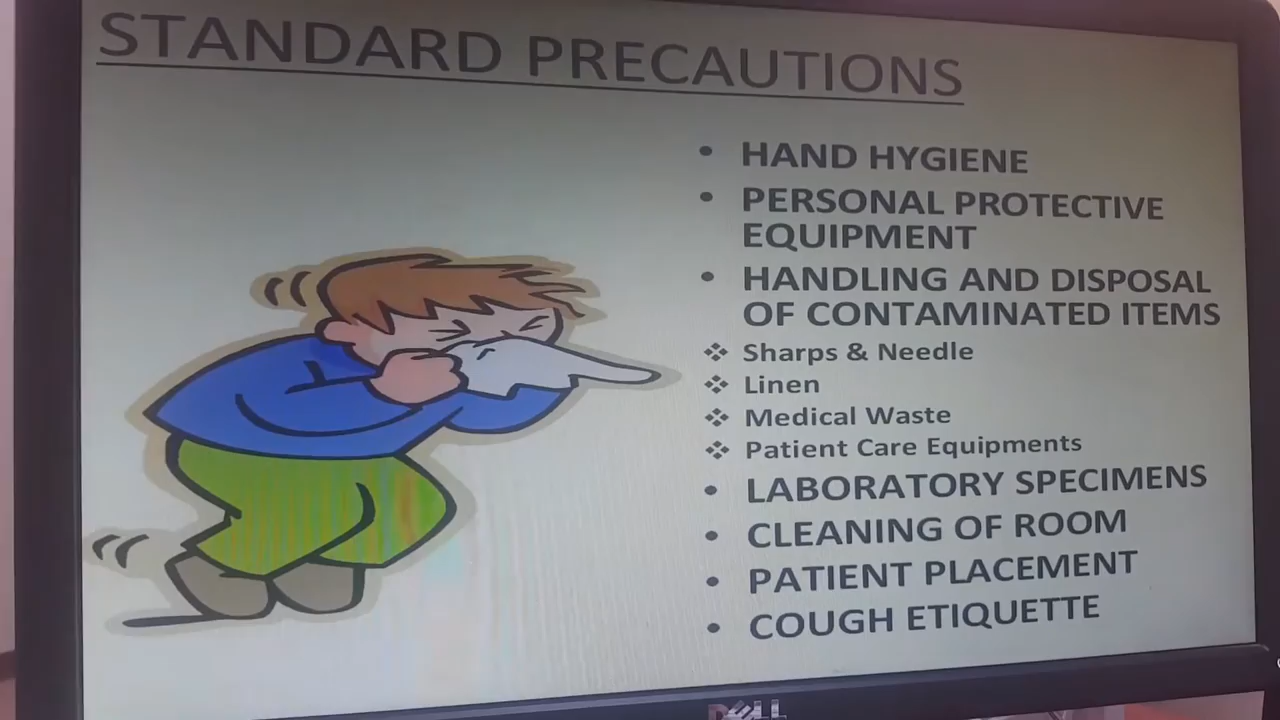 STANDARD PRECAUTIONS
• HAND HYGIENE
• PERSONAL PROTECTIVE
EQUIPMENT
• HANDLING AND DISPOSAL
OF CONTAMINATED ITEMS
❖ Sharps & Needle
❖ Linen
❖ Medical Waste
❖ Patient Care Equipments
• LABORATORY SPECIMENS
• CLEANING OF ROOM
• PATIENT PLACEMENT
• COUGH ETIQUETTE
DELL